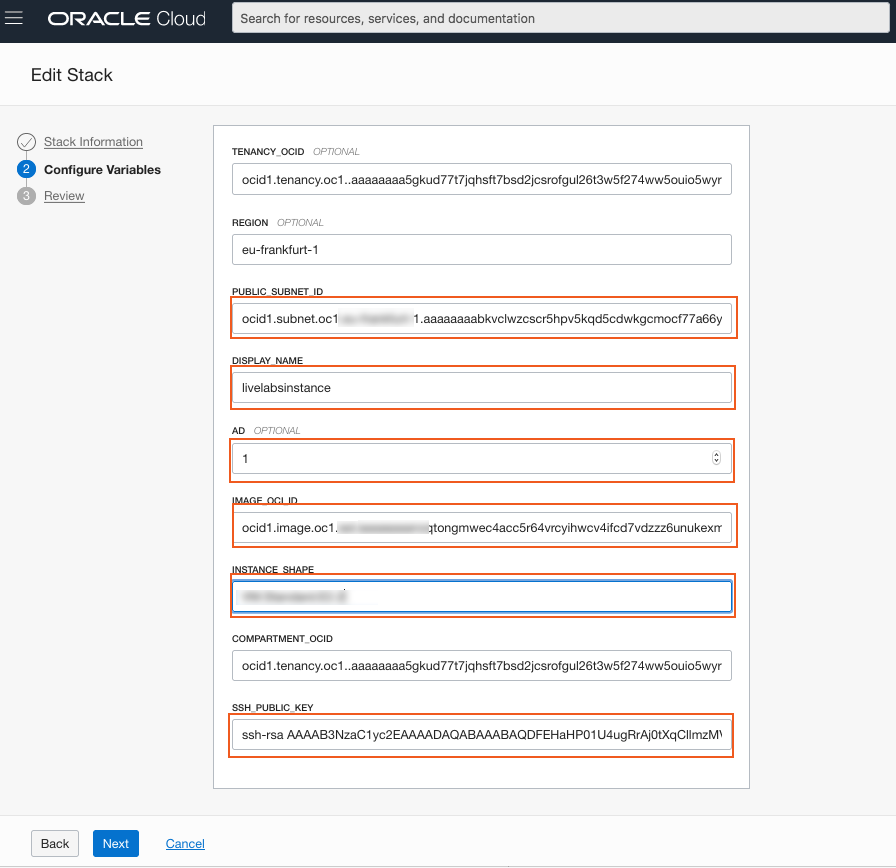 ORACLE Cloud
Search for resources, services, and documentation
Edit Stack
Stack Information
2 Configure Variables
3 Review
TENANCY_OCID OPTIONAL
ocid1.tenancy.oc1..aaaaaaaa5gkud77t7jqhsft7bsd2jcsrofgul26t3w5f274ww5ouio5wyr
REGION OPTIONAL
eu-frankfurt-1
PUBLIC_SUBNET_ID
ocid1.subnet.oc1 1.aaaaaaaabkvclwzcscr5hpv5kqd5cdwkgcmocf77a66y
DISPLAY_NAME
livelabsinstance
AD OPTIONAL
1
IMAGE_OCI_ID
ocid1.image.oc1. qtongmwec4acc5r64vrcyihwcv4ifcd7vdzzz6unukexm
INSTANCE_SHAPE
COMPARTMENT_OCID
ocid1.tenancy.oc1..aaaaaaaa5gkud77t7jqhsft7bsd2jcsrofgul26t3w5f274ww5ouio5wyr
SSH_PUBLIC_KEY
ssh-rsa AAAAB3NzaC1yc2EAAAADAQABAAABAQDFEHaHP01U4ugRrAj0tXqCllmzMV
Back
Next
Cancel